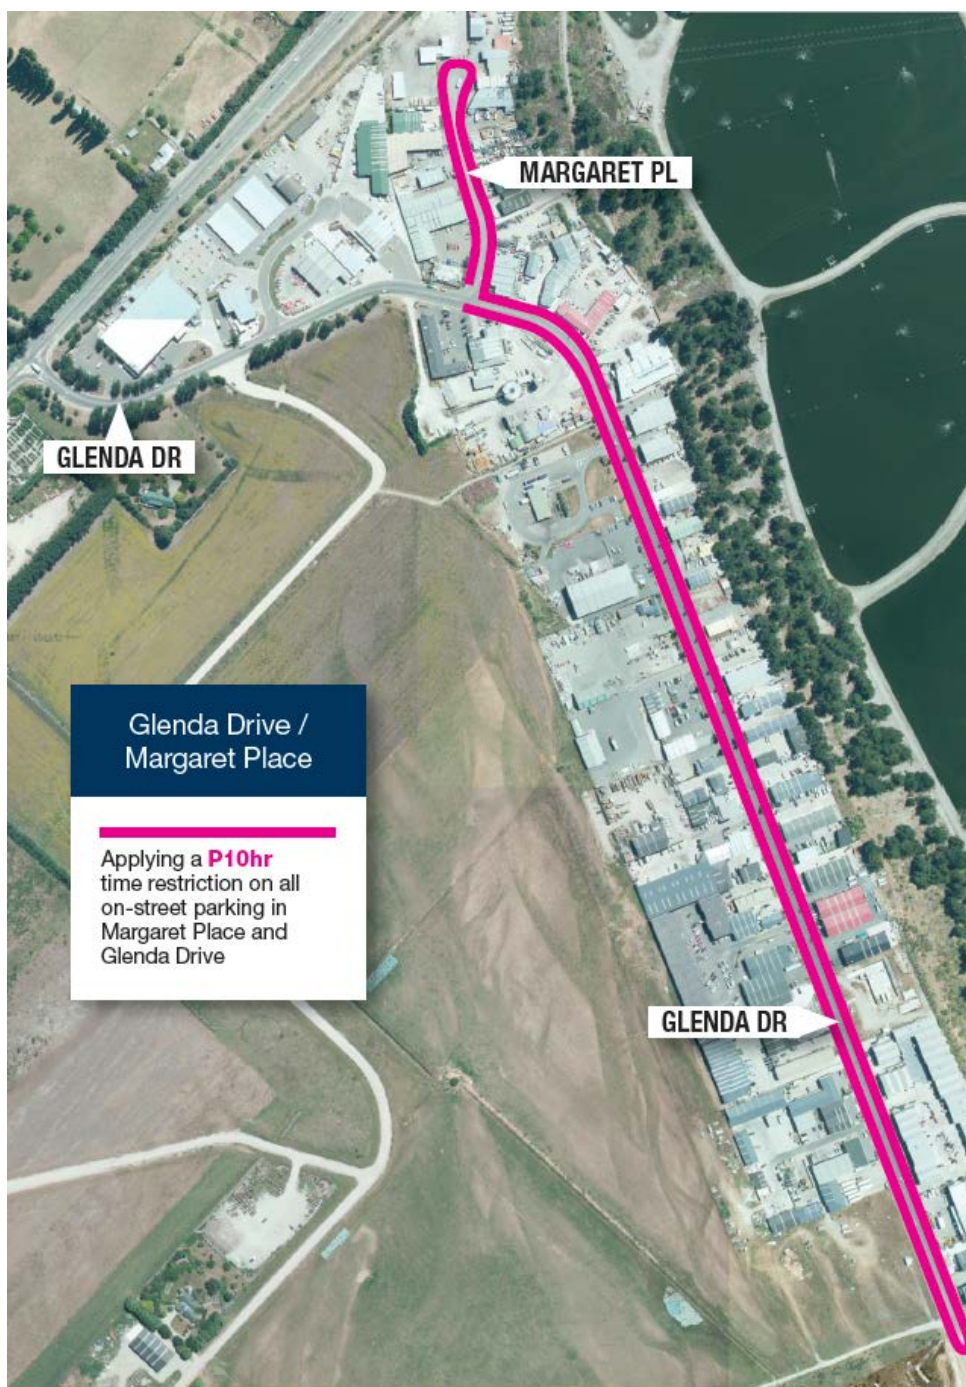 MARGARET PL
GLENDA DR
Glenda Drive /
Margaret Place
Applying a P10hr
time restriction on all
on-street parking in
Margaret Place and
Glenda Drive
GLENDA DR